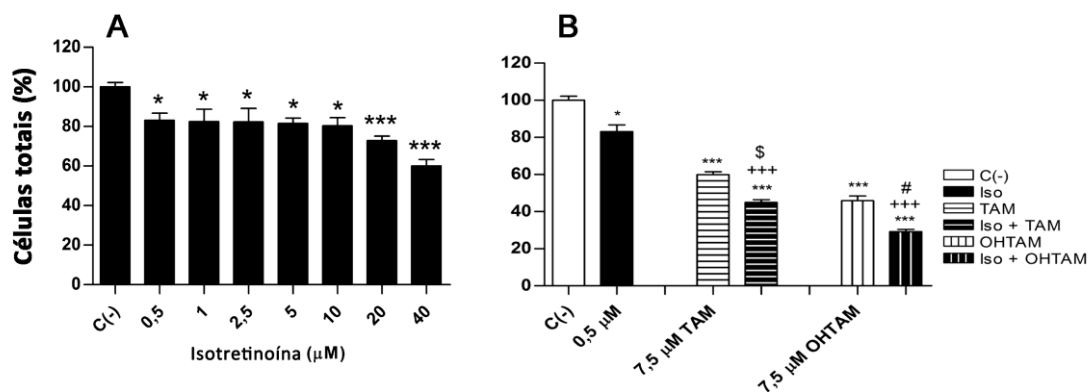 A
Células totais (%)
120
100
80
60
40
20
0
* * * * * *** ***
C(-) 0,5 1 2,5 5 10 20 40
Isotretinoína (µM)
B
120
100
80
60
40
20
0
*
***
$
+++
***
***
#
+++
***
C(-)
0,5 µM
7,5 µM TAM
7,5 µM OHTAM
C(-)
Iso
TAM
Iso + TAM
OHTAM
Iso + OHTAM